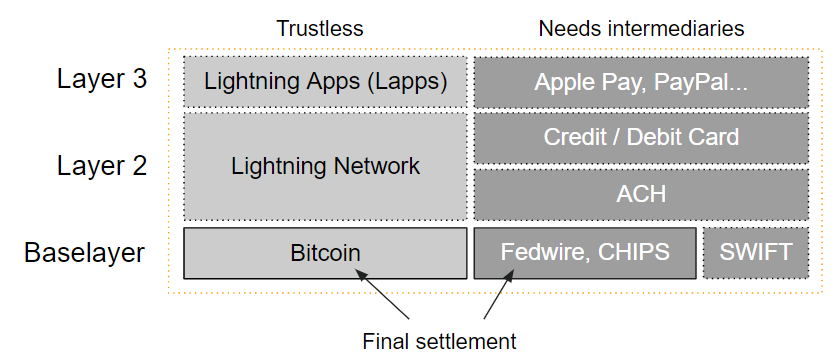 Trustless
Needs intermediaries
Layer 3
Lightning Apps (Lapps)
Apple Pay, PayPal...
Layer 2
Lightning Network
Credit / Debit Card
ACH
Baselayer
Bitcoin
Fedwire, CHIPS
SWIFT
Final settlement